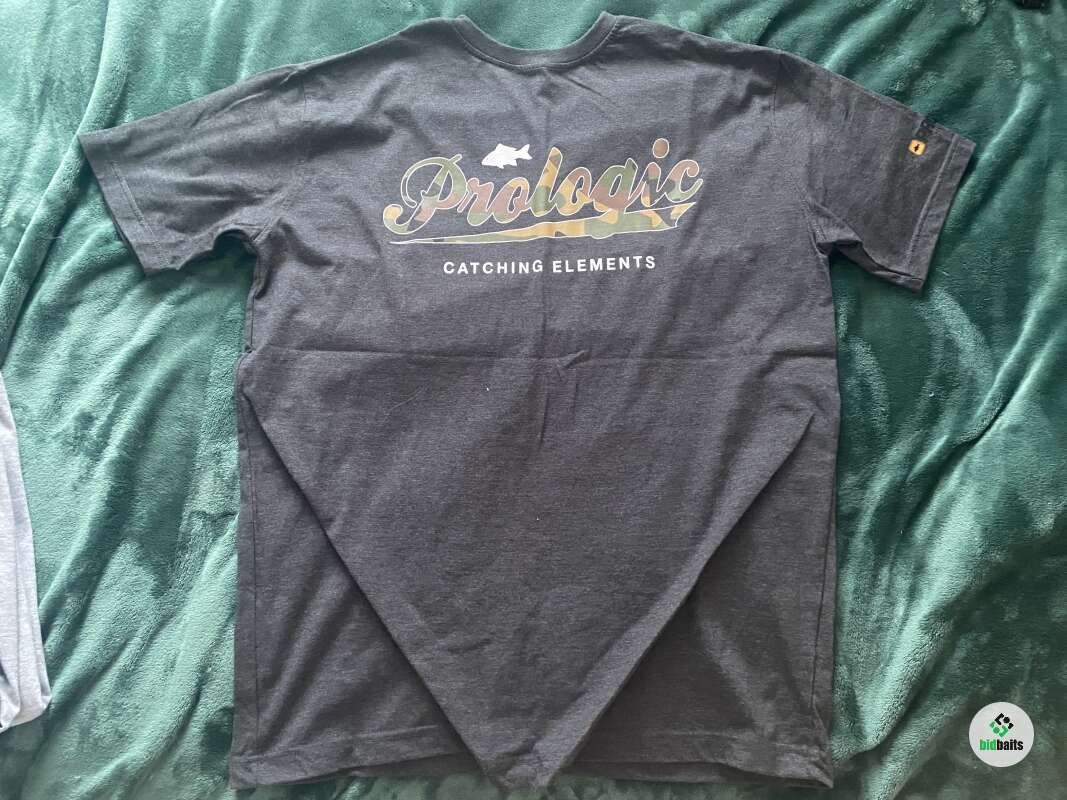 Prologic
CATCHING ELEMENTS
bidbaits